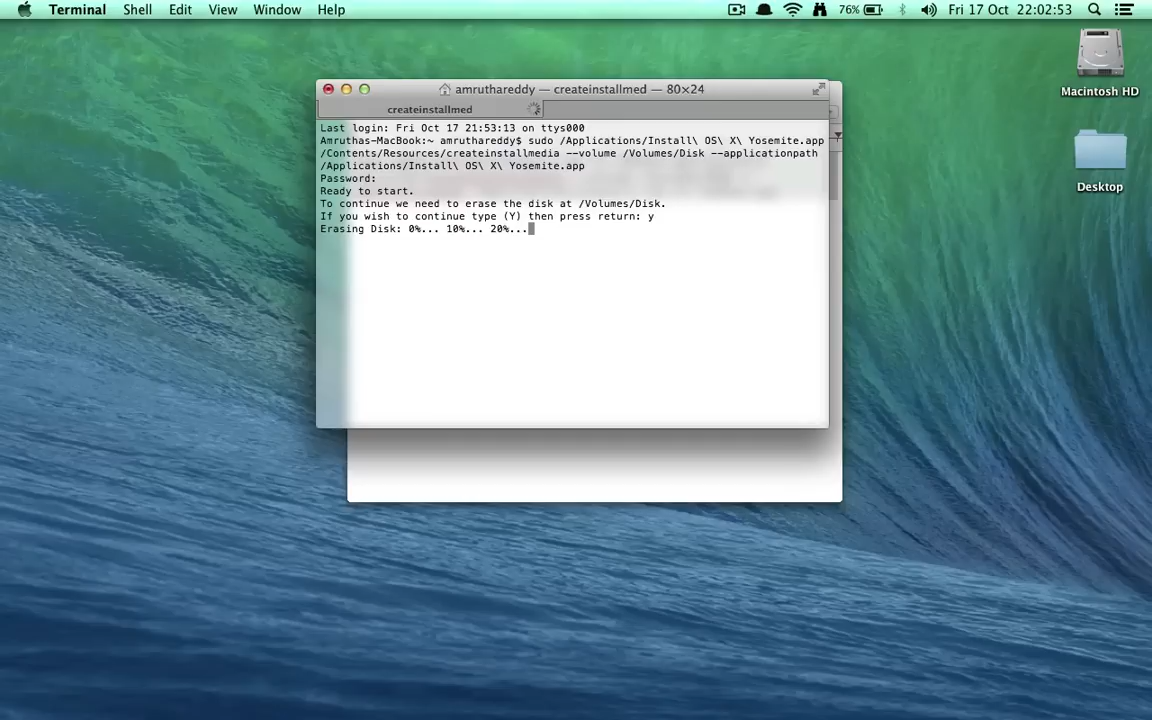 Terminal Shell Edit View Window Help 76% Fri 17 Oct 22:02:53
Macintosh HD
Desktop
amruthareddy — createinstallmed — 80×24
createinstallmed
Last login: Fri Oct 17 21:53:13 on ttys000
Amruthas-MacBook:~ amruthareddy$ sudo /Applications/Install\ OS\ X\ Yosemite.app
/Contents/Resources/createinstallmedia --volume /Volumes/Disk --applicationpath
/Applications/Install\ OS\ X\ Yosemite.app
Password:
Ready to start.
To continue we need to erase the disk at /Volumes/Disk.
If you wish to continue type (Y) then press return: y
Erasing Disk: 0%... 10%... 20%...